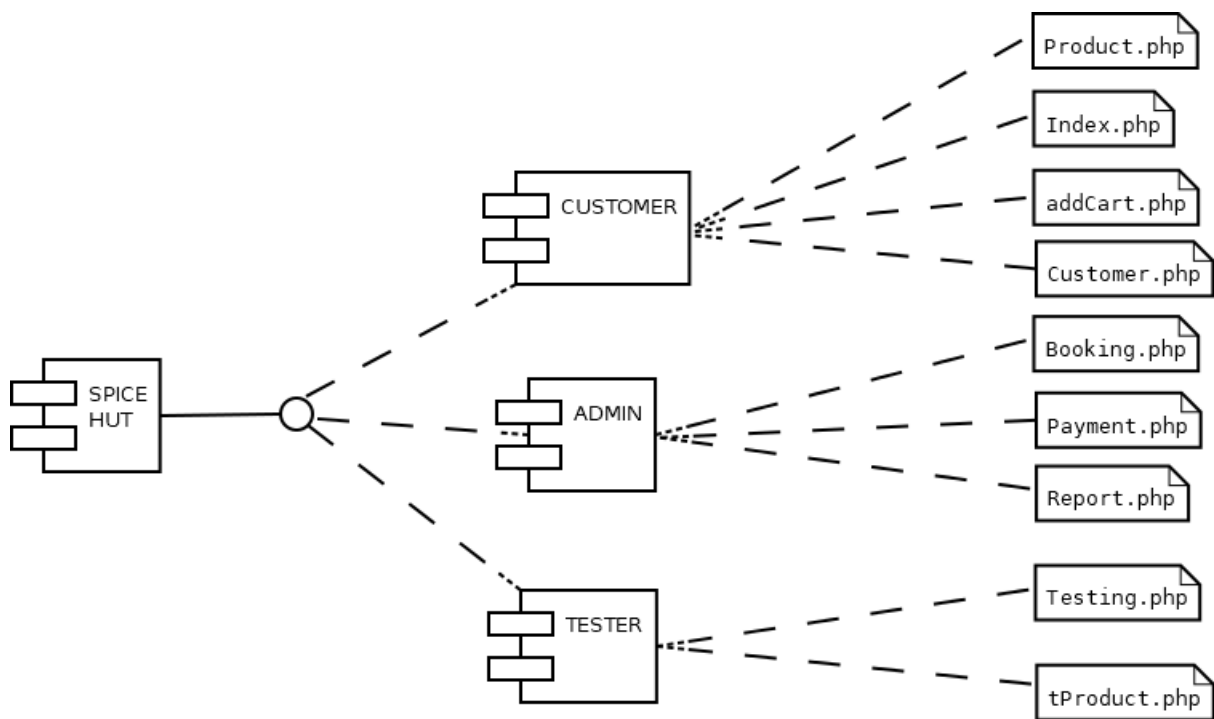 Product.php
Index.php
CUSTOMER
addCart.php
Customer.php
Booking.php
SPICE
HUT
ADMIN
Payment.php
Report.php
Testing.php
TESTER
tProduct.php